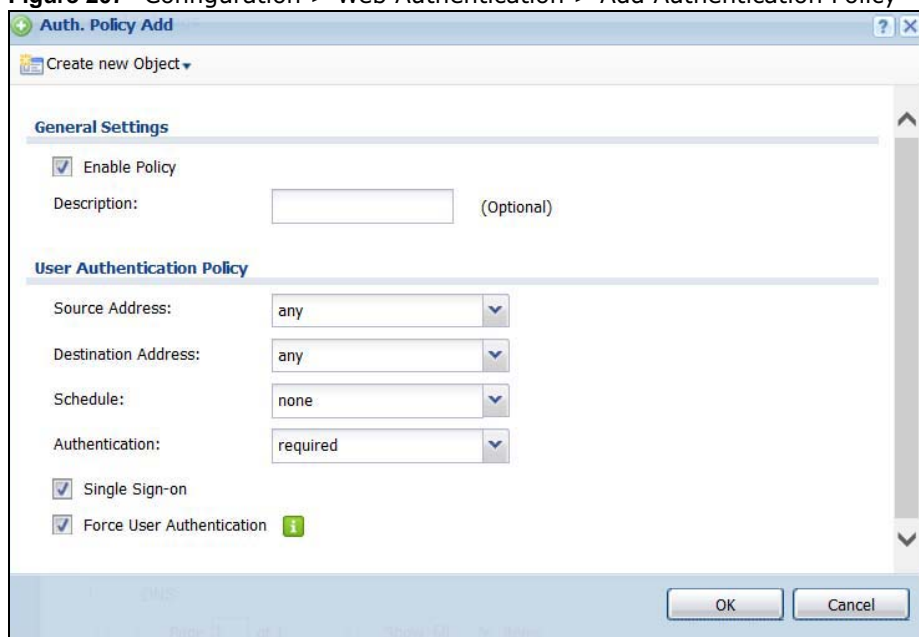 Auth. Policy Add
Create new Object
General Settings
Enable Policy
Description:
(Optional)
User Authentication Policy
Source Address: any
Destination Address: any
Schedule: none
Authentication: required
Single Sign-on
Force User Authentication
OK Cancel